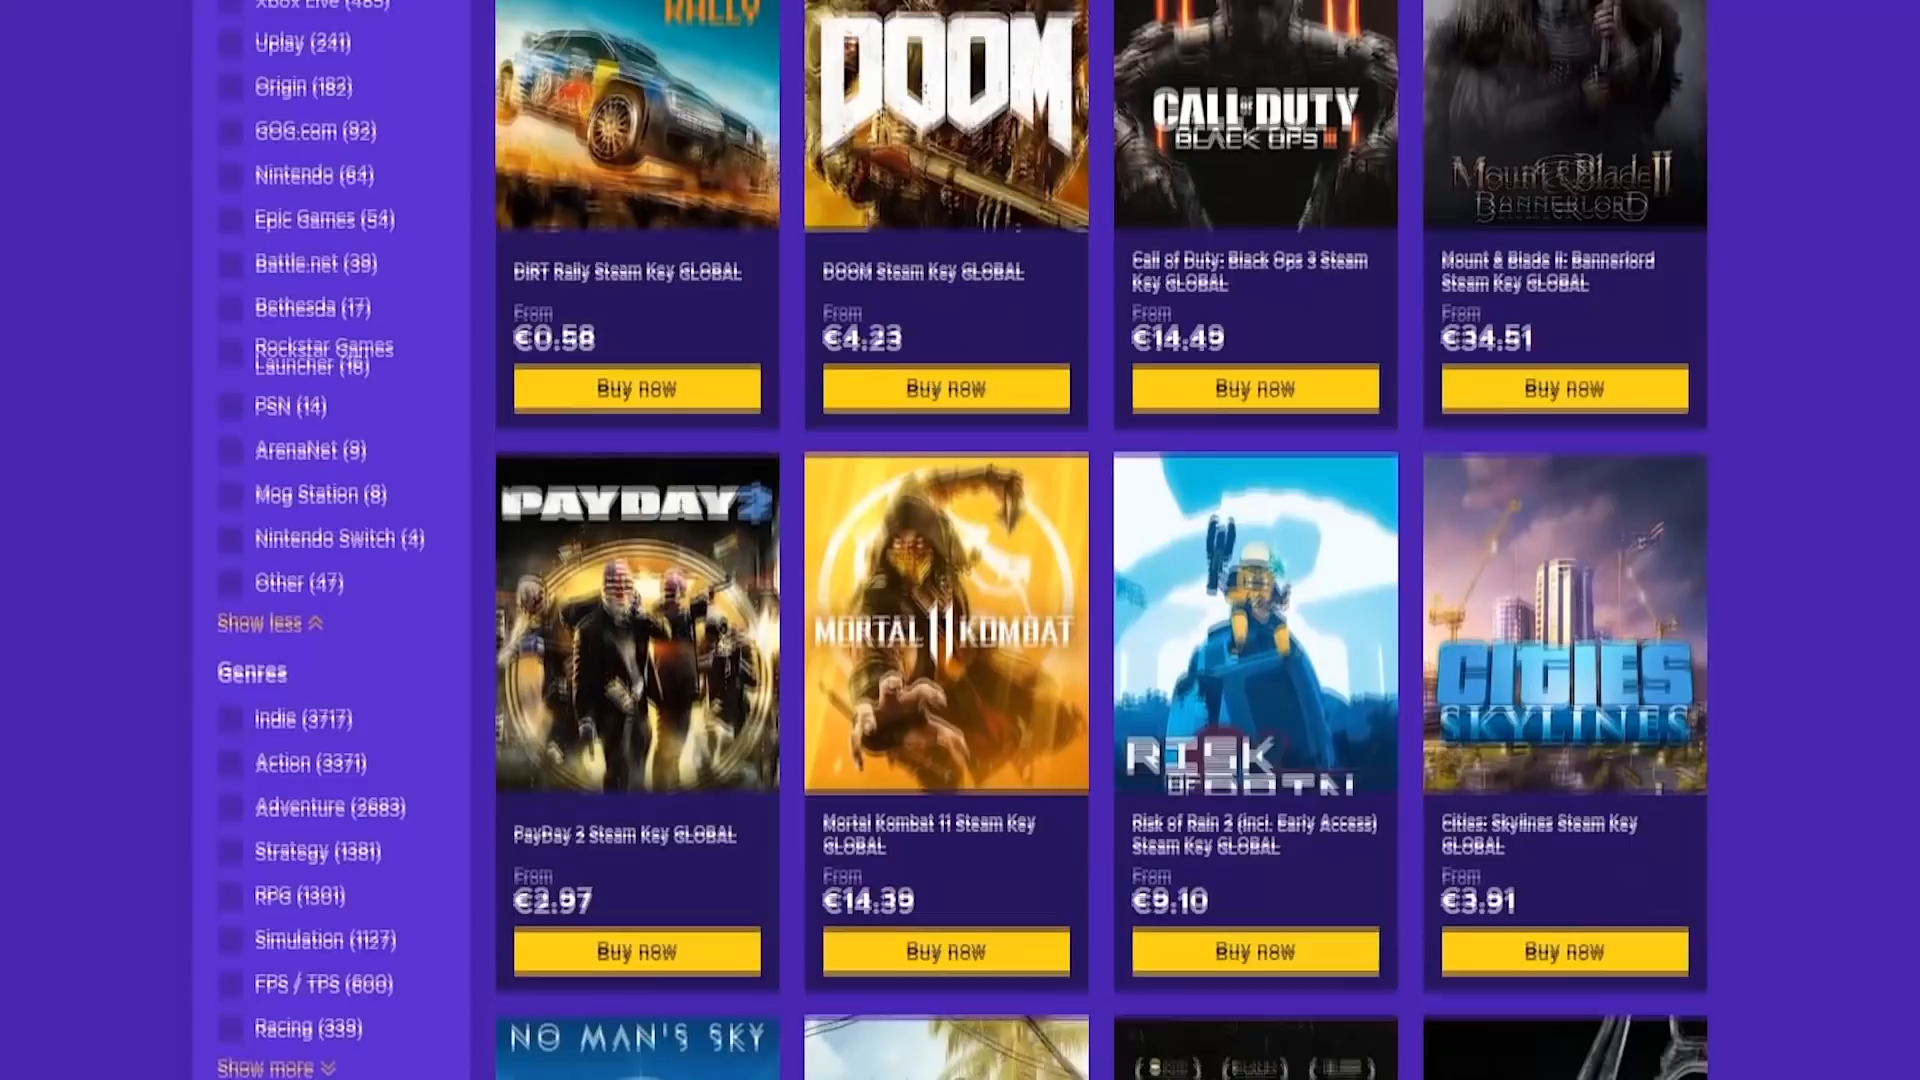 Xbox Live (485)
Uplay (241)
Origin (182)
GOG.com (92)
Nintendo (64)
Epic Games (54)
Battle.net (39)
Bethesda (17)
Rockstar Games
Launcher (16)
PSN (14)
ArenaNet (9)
Mog Station (8)
Nintendo Switch (4)
Other (47)
Show less
Genres
Indie (3717)
Action (3371)
Adventure (2683)
Strategy (1381)
RPG (1301)
Simulation (1127)
FPS / TPS (600)
Racing (339)
Show more
RALLY
DiRT Rally Steam Key GLOBAL
From
€0.58
Buy now
DOOM
DOOM Steam Key GLOBAL
From
€4.23
Buy now
CALL OF DUTY
BLACK OPS III
Call of Duty: Black Ops 3 Steam
Key GLOBAL
From
€14.49
Buy now
Mount & Blade II
BANNERLORD
Mount & Blade II: Bannerlord
Steam Key GLOBAL
From
€34.51
Buy now
PAYDAY 2
PayDay 2 Steam Key GLOBAL
From
€2.97
Buy now
MORTAL KOMBAT 11
Mortal Kombat 11 Steam Key
GLOBAL
From
€14.39
Buy now
RISK
OF RAIN
Risk of Rain 2 (incl. Early Access)
Steam Key GLOBAL
From
€9.10
Buy now
CITIES
SKYLINES
Cities: Skylines Steam Key
GLOBAL
From
€3.91
Buy now
NO MAN'S SKY